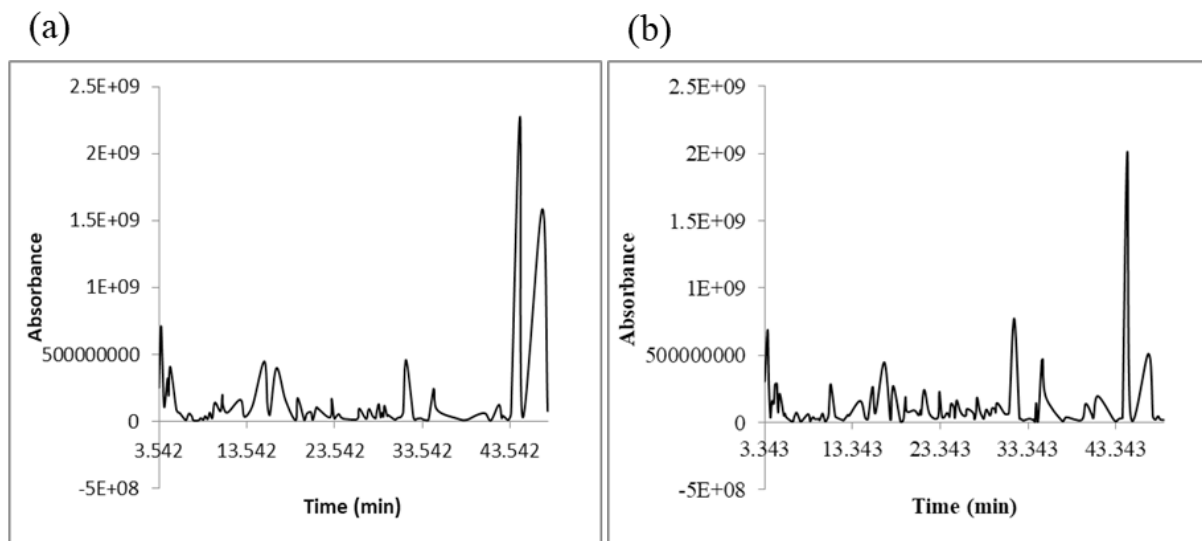 (a)
(b)
2.5E+09
2E+09
1.5E+09
1E+09
500000000
0
-5E+08
Absorbance
3.542
13.542
23.542
33.542
43.542
Time (min)
2.5E+09
2E+09
1.5E+09
1E+09
500000000
0
-5E+08
Absorbance
3.343
13.343
23.343
33.343
43.343
Time (min)